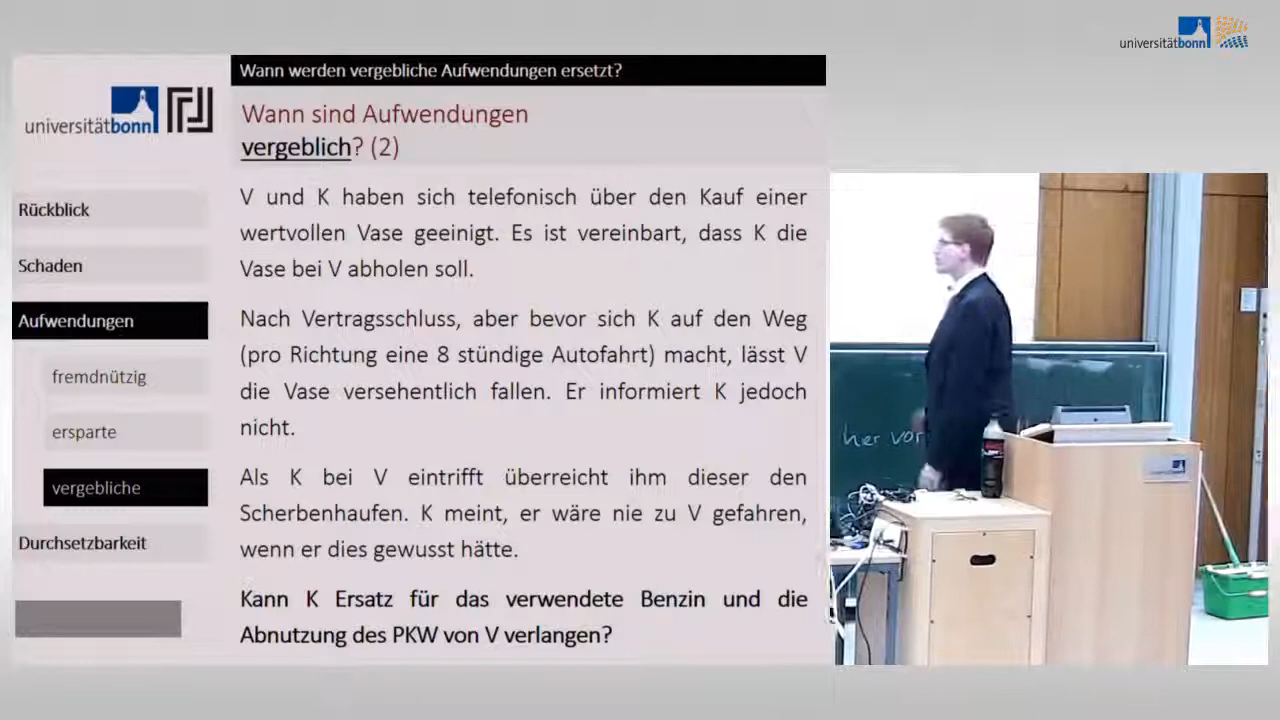 universitätbonn
Wann werden vergebliche Aufwendungen ersetzt?
universitätbonn
Wann sind Aufwendungen
vergeblich? (2)
Rückblick
Schaden
Aufwendungen
fremdnützig
ersparte
vergebliche
Durchsetzbarkeit
V und K haben sich telefonisch über den Kauf einer
wertvollen Vase geeinigt. Es ist vereinbart, dass K die
Vase bei V abholen soll.
Nach Vertragsschluss, aber bevor sich K auf den Weg
(pro Richtung eine 8 stündige Autofahrt) macht, lässt V
die Vase versehentlich fallen. Er informiert K jedoch
nicht.
Als K bei V eintrifft überreicht ihm dieser den
Scherbenhaufen. K meint, er wäre nie zu V gefahren,
wenn er dies gewusst hätte.
Kann K Ersatz für das verwendete Benzin und die
Abnutzung des PKW von V verlangen?
her vor